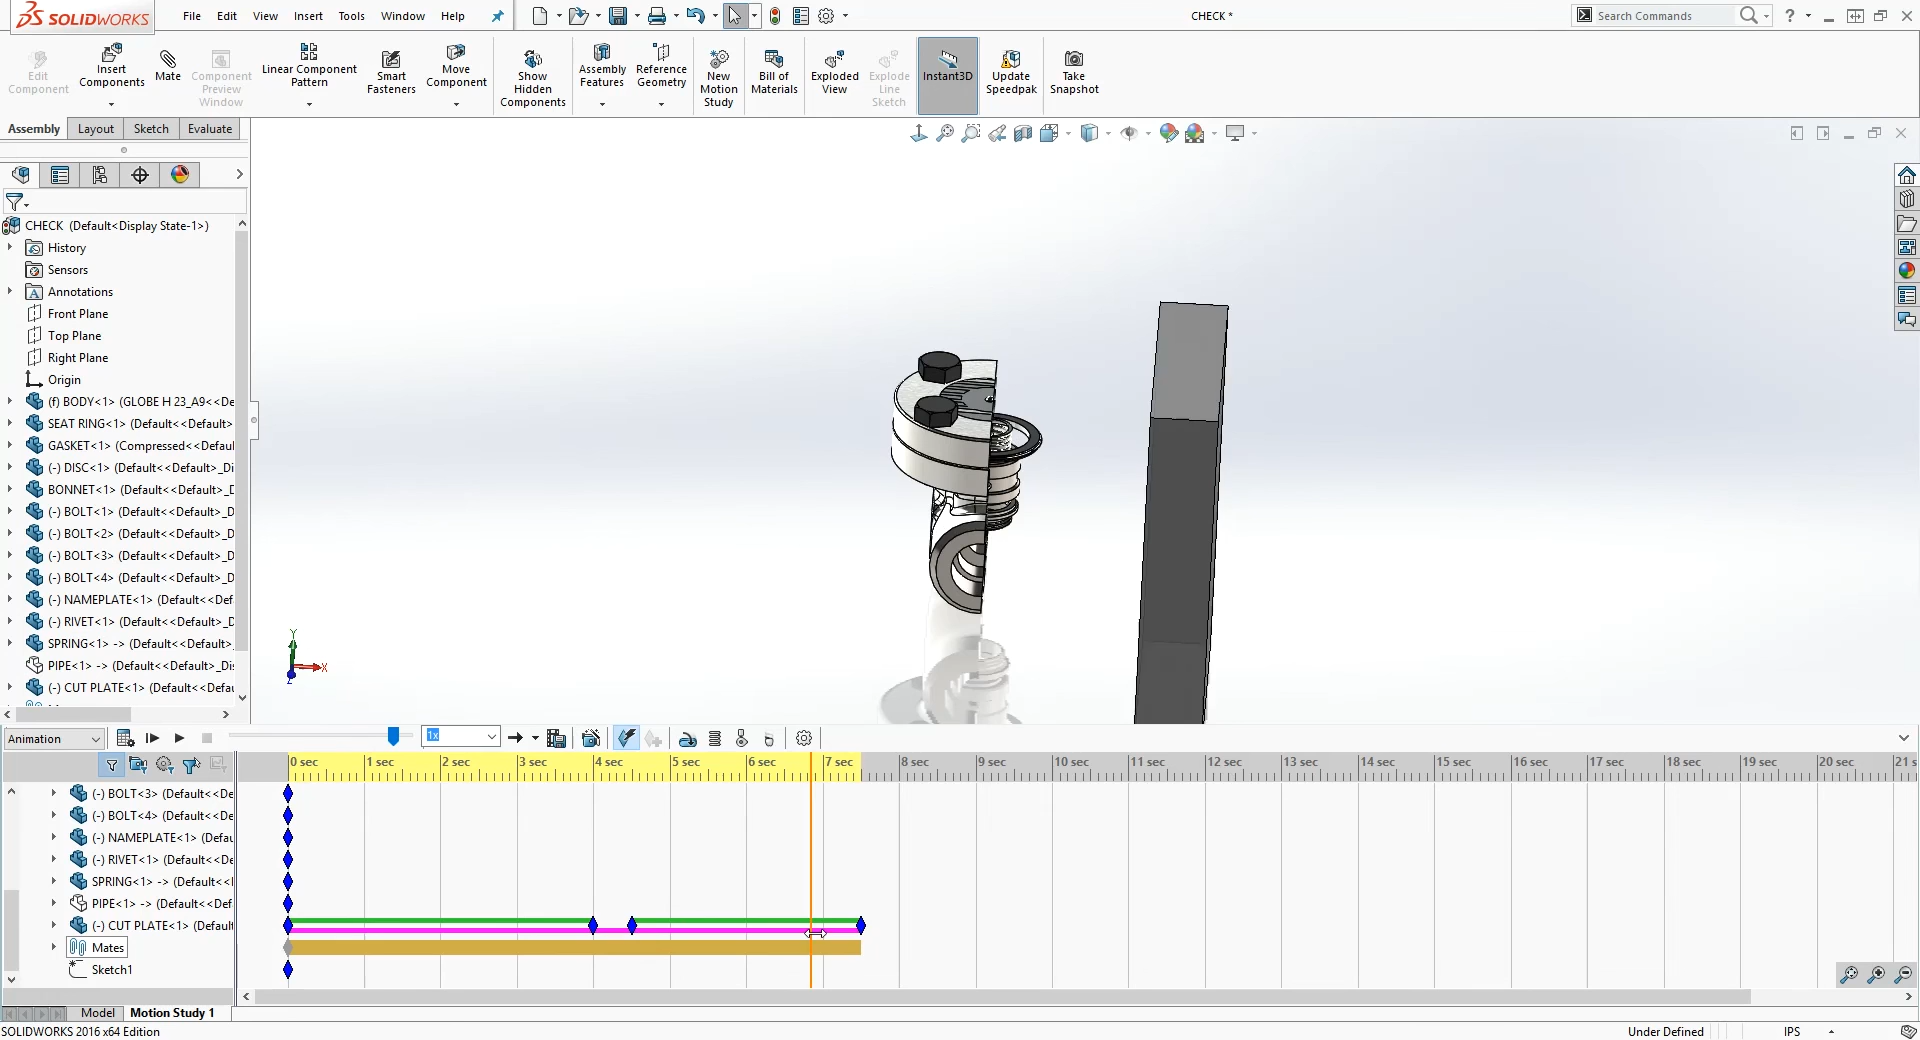 SOLIDWORKS
File Edit View Insert Tools Window Help
CHECK *
Search Commands
Edit Component
Insert Components
Mate
Component Preview Window
Linear Component Pattern
Smart Fasteners
Move Component
Show Hidden Components
Assembly Features
Reference Geometry
New Motion Study
Bill of Materials
Exploded View
Explode Line Sketch
Instant3D
Update Speedpak
Take Snapshot
Assembly Layout Sketch Evaluate
CHECK (Default<Display State-1>)
History
Sensors
Annotations
Front Plane
Top Plane
Right Plane
Origin
(f) BODY<1> (GLOBE H 23_A9<<De
SEAT RING<1> (Default<<Default>
GASKET<1> (Compressed<<Defaul
(-) DISC<1> (Default<<Default>_Di
BONNET<1> (Default<<Default>_D
(-) BOLT<1> (Default<<Default>_D
(-) BOLT<2> (Default<<Default>_D
(-) BOLT<3> (Default<<Default>_D
(-) BOLT<4> (Default<<Default>_D
(-) NAMEPLATE<1> (Default<<Def
(-) RIVET<1> (Default<<Default>_D
SPRING<1> -> (Default<<Default>_
PIPE<1> -> (Default<<Default>_Dis
(-) CUT PLATE<1> (Default<<Defau
Y
X
Z
Animation
1x
0 sec 1 sec 2 sec 3 sec 4 sec 5 sec 6 sec 7 sec 8 sec 9 sec 10 sec 11 sec 12 sec 13 sec 14 sec 15 sec 16 sec 17 sec 18 sec 19 sec 20 sec 21 s
(-) BOLT<3> (Default<<De
(-) BOLT<4> (Default<<De
(-) NAMEPLATE<1> (Defau
(-) RIVET<1> (Default<<De
SPRING<1> -> (Default<<I
PIPE<1> -> (Default<<Def
(-) CUT PLATE<1> (Default
Mates
Sketch1
Model Motion Study 1
SOLIDWORKS 2016 x64 Edition
Under Defined
IPS